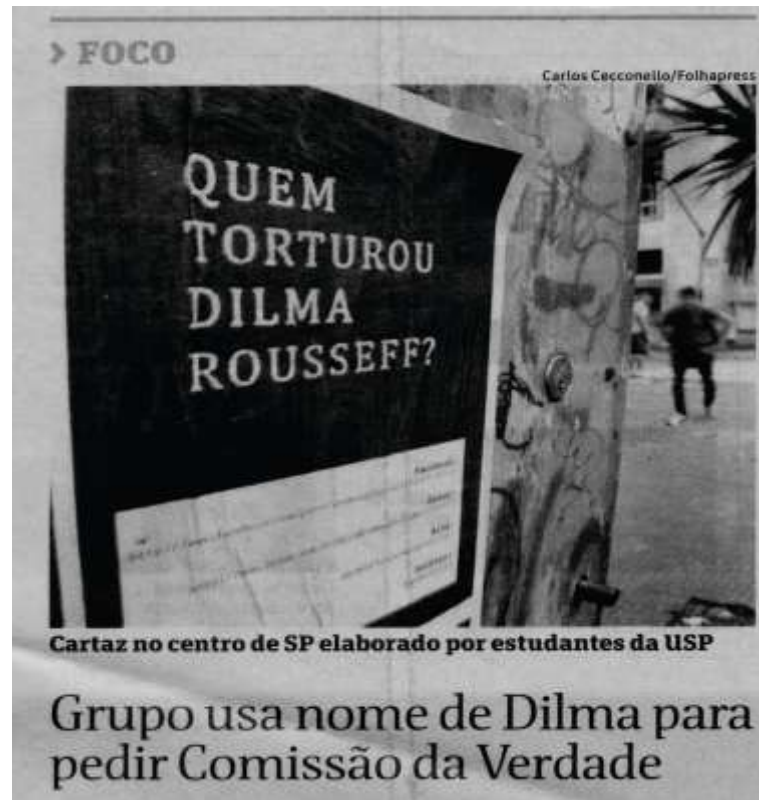 > FOCO
Carlos Cecconello/Folhapress
QUEM
TORTUROU
DILMA
ROUSSEFF?
Cartaz no centro de SP elaborado por estudantes da USP
Grupo usa nome de Dilma para
pedir Comissão da Verdade